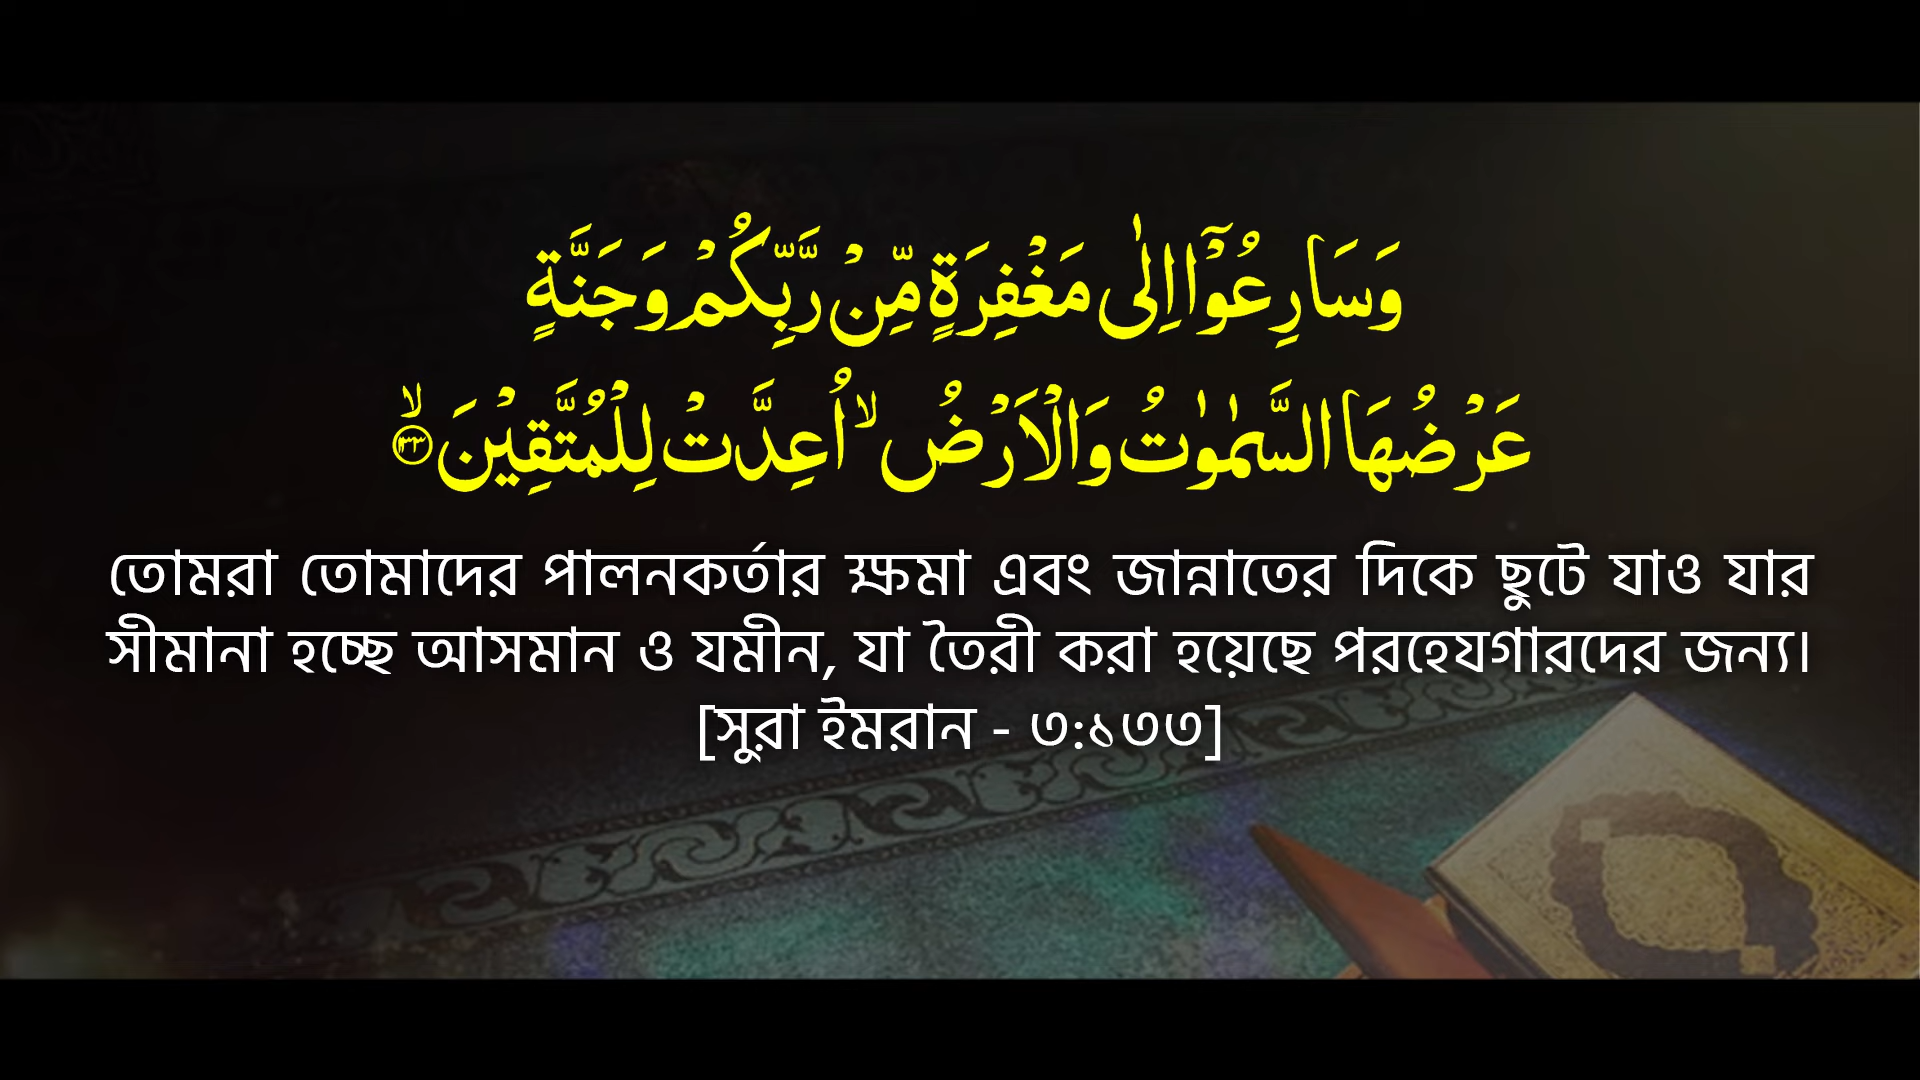 وَسَارِعُوْٓا اِلٰى مَغْفِرَةٍ مِّنْ رَّبِّكُمْ وَجَنَّةٍ
عَرْضُهَا السَّمٰوٰتُ وَالْاَرْضُ ۙ اُعِدَّتْ لِلْمُتَّقِيْنَ ۙ‏﴿۱۳۳﴾
তোমরা তোমাদের পালনকর্তার ক্ষমা এবং জান্নাতের দিকে ছুটে যাও যার
সীমানা হচ্ছে আসমান ও যমীন, যা তৈরী করা হয়েছে পরহেযগারদের জন্য।
[সুরা ইমরান - ৩:১৩৩]